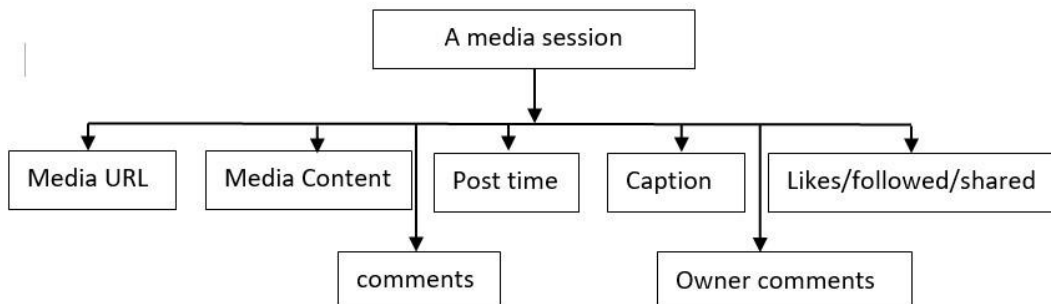 A media session
Media URL
Media Content
Post time
Caption
Likes/followed/shared
comments
Owner comments